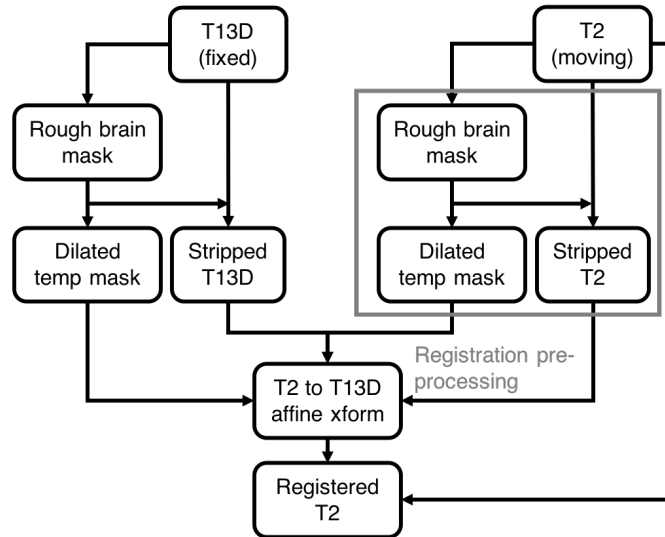 T13D
(fixed)
T2
(moving)
Rough brain
mask
Rough brain
mask
Dilated
temp mask
Stripped
T13D
Dilated
temp mask
Stripped
T2
Registration pre-
processing
T2 to T13D
affine xform
Registered
T2